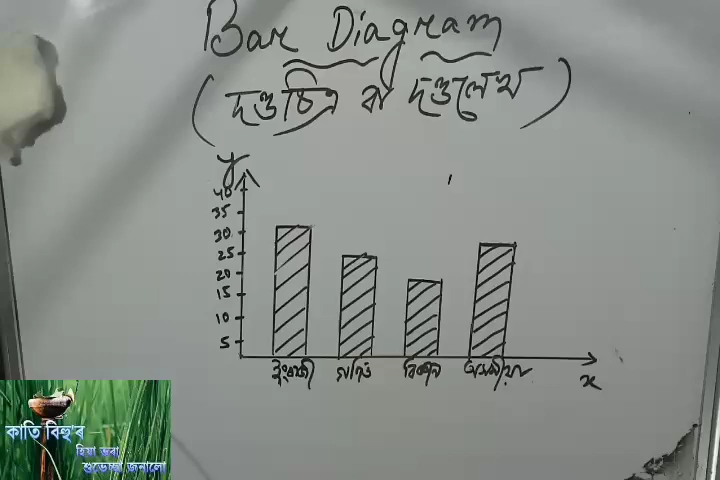 Bar Diagram
(দণ্ডচিত্ৰ বা দণ্ডলেখ)
y
40
35
30
25
20
15
10
5
ইংৰাজী গণিত বিজ্ঞান অসমীয়া
x
কাতি বিহু'ৰ
হিয়া ভৰা
শুভেচ্ছা জনালো